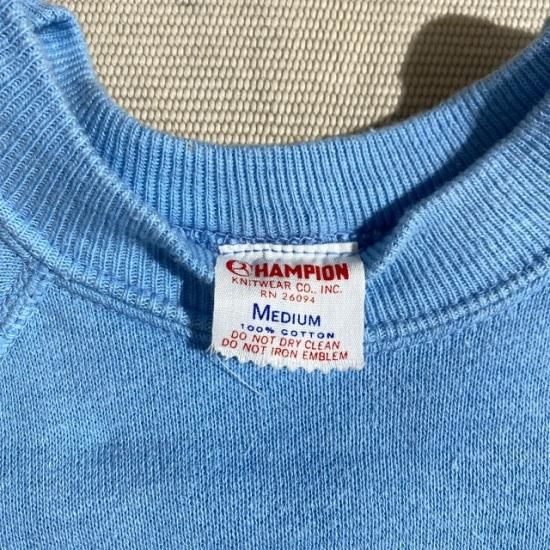 CHAMPION
KNITWEAR CO., INC.
RN 26094
MEDIUM
100% COTTON
DO NOT DRY CLEAN
DO NOT IRON EMBLEM